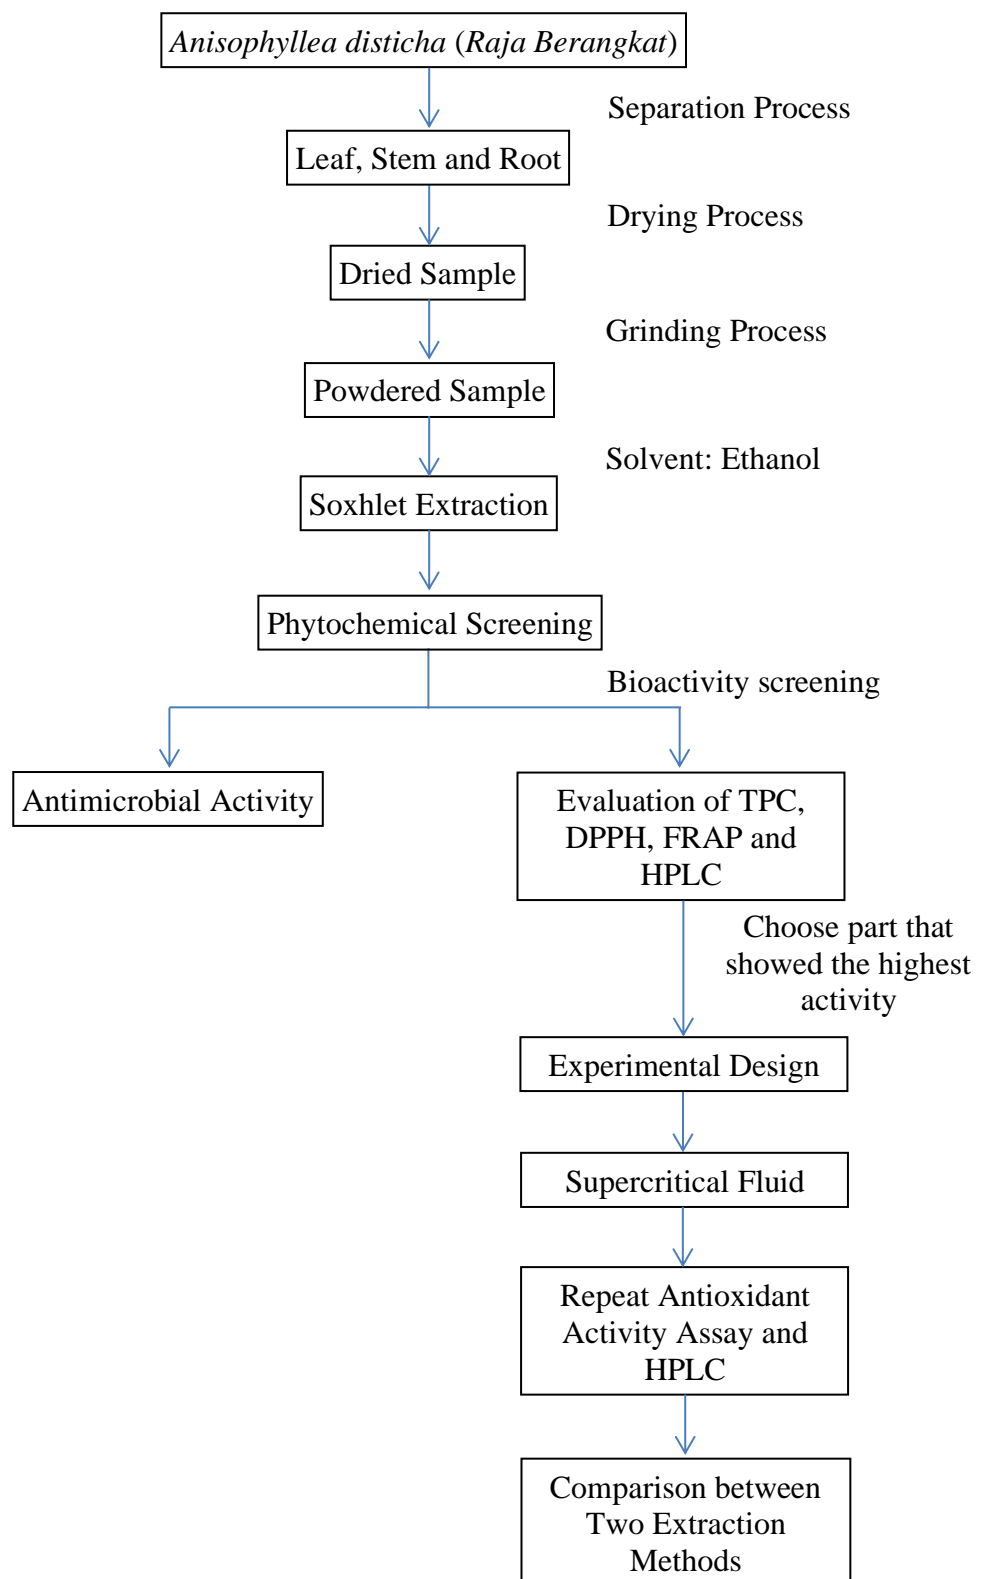 Anisophyllea disticha (Raja Berangkat)
Separation Process
Leaf, Stem and Root
Drying Process
Dried Sample
Grinding Process
Powdered Sample
Solvent: Ethanol
Soxhlet Extraction
Phytochemical Screening
Bioactivity screening
Antimicrobial Activity
Evaluation of TPC,
DPPH, FRAP and
HPLC
Choose part that
showed the highest
activity
Experimental Design
Supercritical Fluid
Repeat Antioxidant
Activity Assay and
HPLC
Comparison between
Two Extraction
Methods